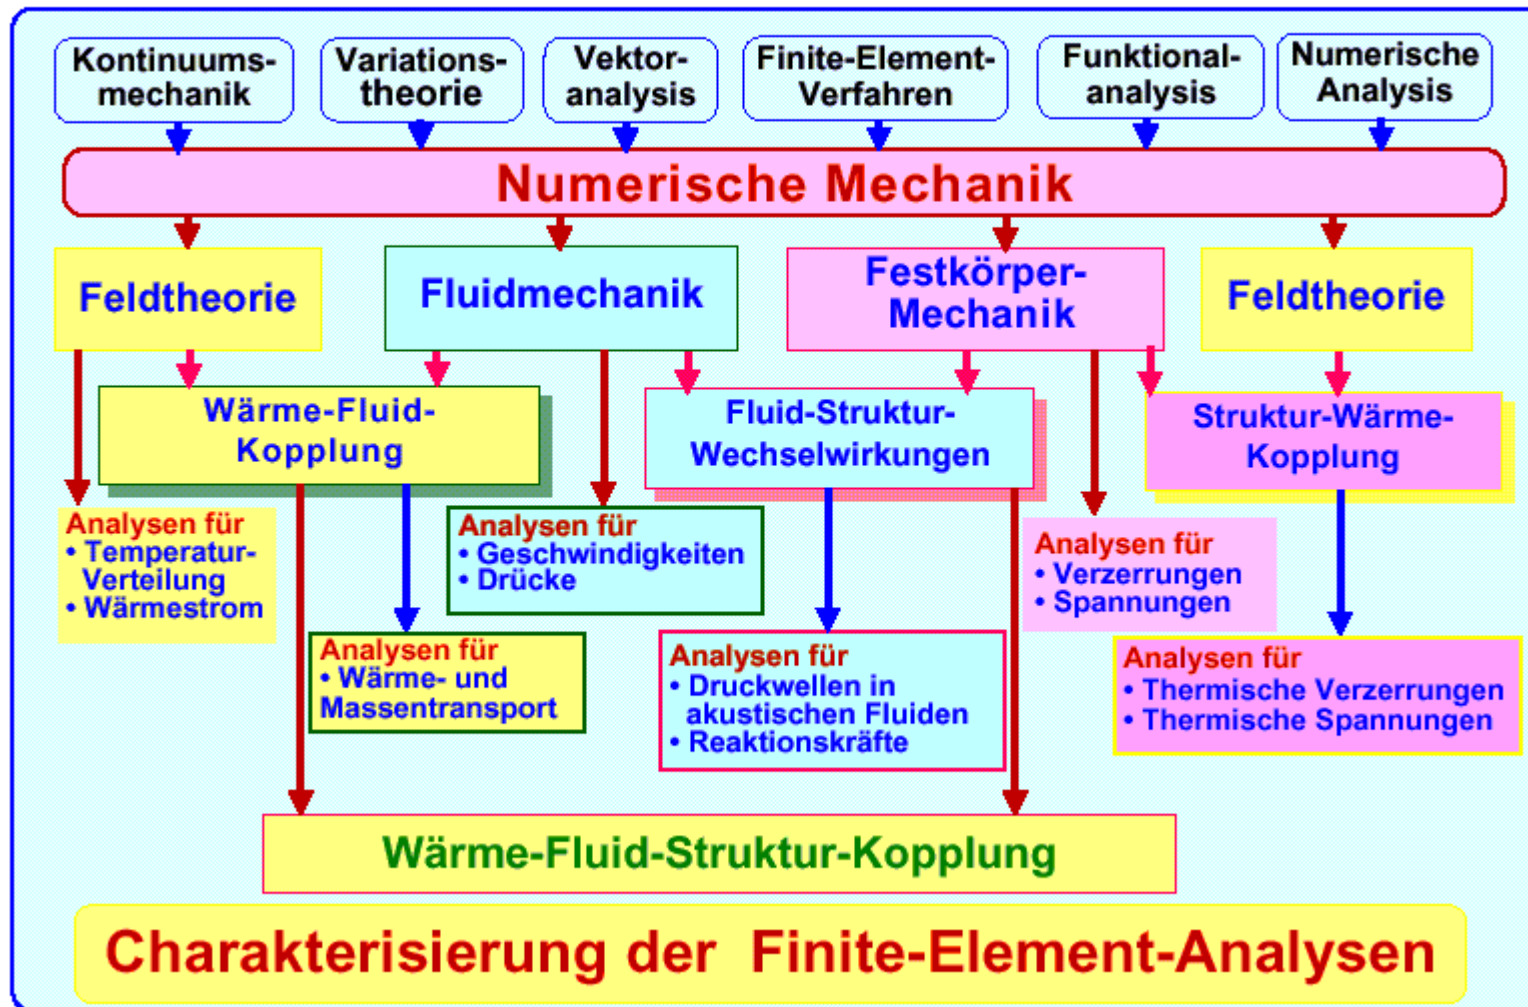 Kontinuums-
mechanik
Variations-
theorie
Vektor-
analysis
Finite-Element-
Verfahren
Funktional-
analysis
Numerische
Analysis
Numerische Mechanik
Feldtheorie
Fluidmechanik
Festkörper-
Mechanik
Feldtheorie
Wärme-Fluid-
Kopplung
Fluid-Struktur-
Wechselwirkungen
Struktur-Wärme-
Kopplung
Analysen für
• Temperatur-
Verteilung
• Wärmestrom
Analysen für
• Geschwindigkeiten
• Drücke
Analysen für
• Verzerrungen
• Spannungen
Analysen für
• Wärme- und
Massentransport
Analysen für
• Druckwellen in
akustischen Fluiden
• Reaktionskräfte
Analysen für
• Thermische Verzerrungen
• Thermische Spannungen
Wärme-Fluid-Struktur-Kopplung
Charakterisierung der Finite-Element-Analysen